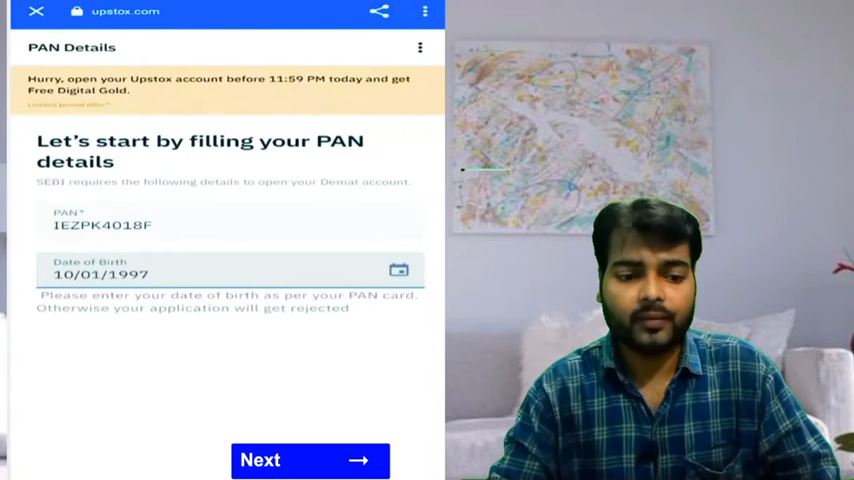 upstox.com
PAN Details
Hurry, open your Upstox account before 11:59 PM today and get
Free Digital Gold.
Limited period offer*
Let's start by filling your PAN
details
SEBI requires the following details to open your Demat account.
PAN*
IEZPK4018F
Date of Birth
10/01/1997
Please enter your date of birth as per your PAN card.
Otherwise your application will get rejected
Next